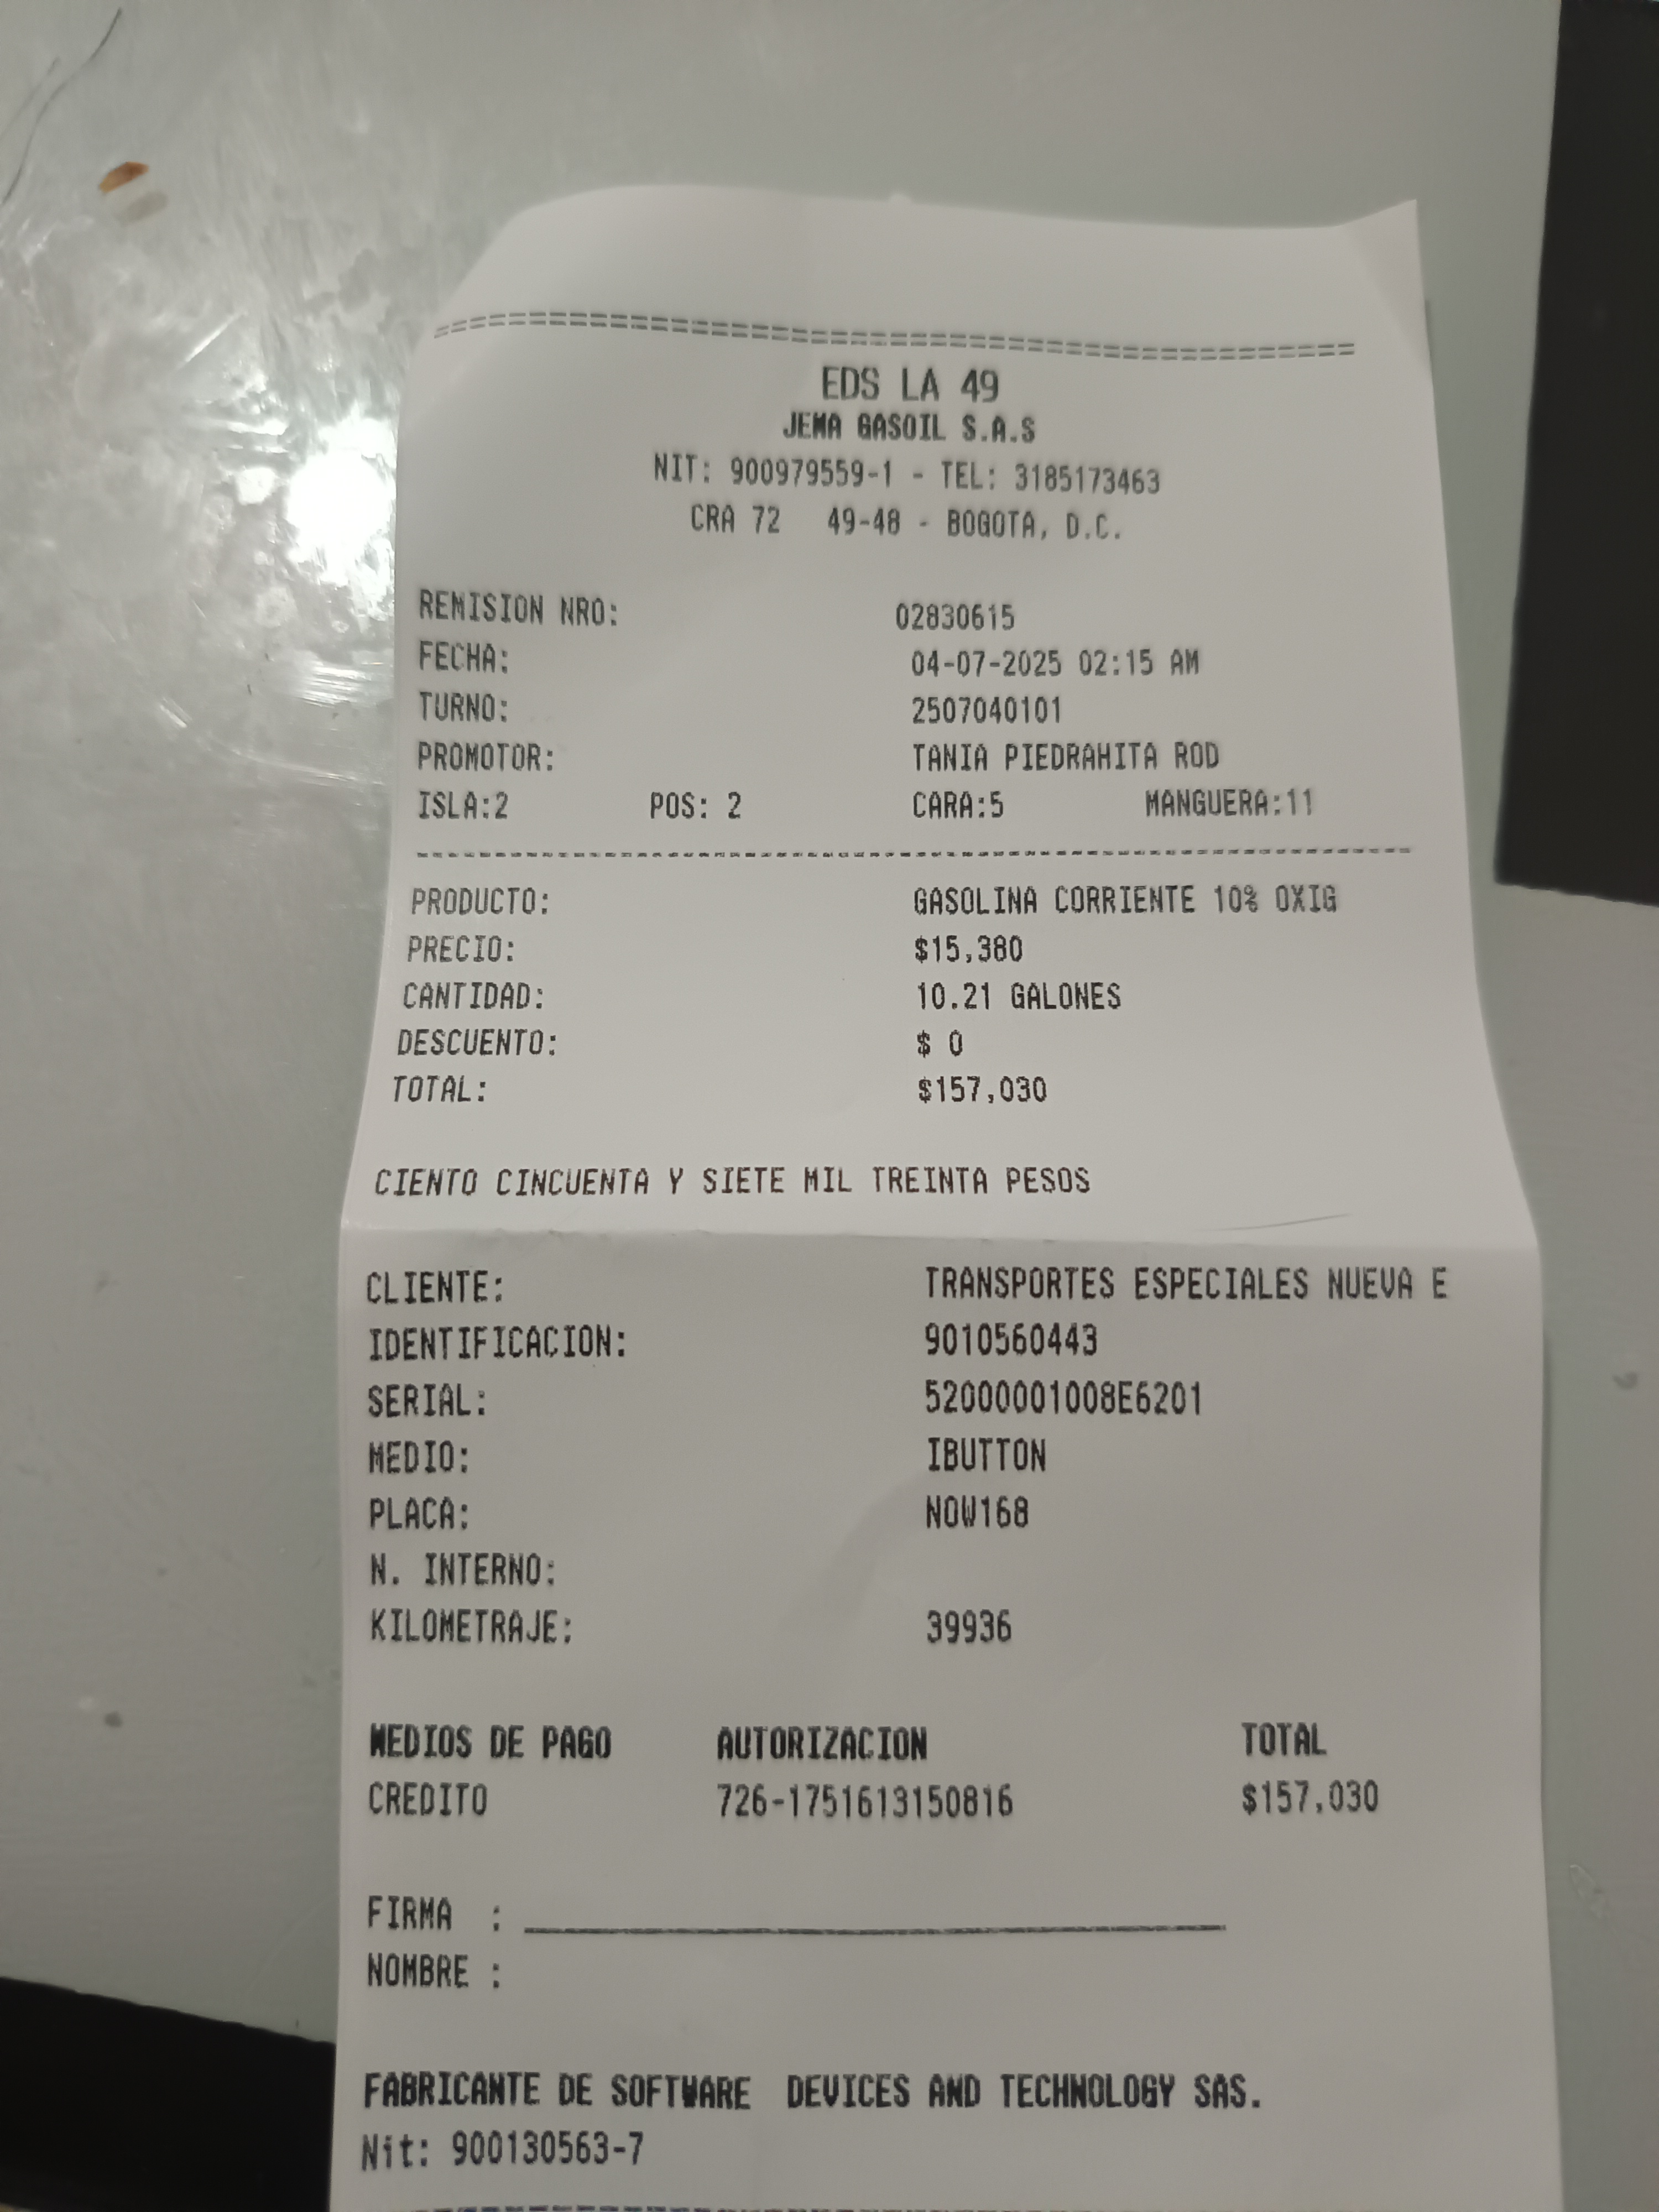 EDS LA 49
JEMA GASOIL S.A.S
NIT: 900979559-1 - TEL: 3185173463
CRA 72 49-48 - BOGOTA, D.C.
REMISION NRO: 02830615
FECHA: 04-07-2025 02:15 AM
TURNO: 2507040101
PROMOTOR: TANIA PIEDRAHITA ROD
ISLA:2 POS: 2 CARA:5 MANGUERA:11
PRODUCTO: GASOLINA CORRIENTE 10% OXIG
PRECIO: $15,380
CANTIDAD: 10.21 GALONES
DESCUENTO: $ 0
TOTAL: $157,030
CIENTO CINCUENTA Y SIETE MIL TREINTA PESOS
CLIENTE: TRANSPORTES ESPECIALES NUEVA E
IDENTIFICACION: 9010560443
SERIAL: 52000001008E6201
MEDIO: IBUTTON
PLACA: NOW168
N. INTERNO:
KILOMETRAJE: 39936
MEDIOS DE PAGO AUTORIZACION TOTAL
CREDITO 726-1751613150816 $157,030
FIRMA :
NOMBRE :
FABRICANTE DE SOFTWARE DEVICES AND TECHNOLOGY SAS.
Nit: 900130563-7